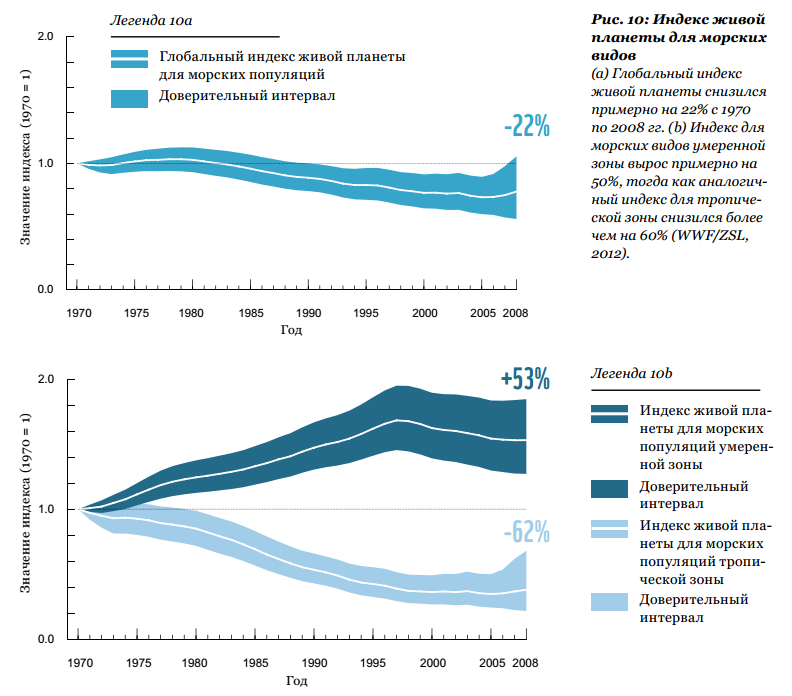 Легенда 10a
Глобальный индекс живой планеты
для морских популяций
Доверительный интервал
Значение индекса (1970 = 1)
2.0
1.0
0.0
-22%
1970 1975 1980 1985 1990 1995 2000 2005 2008
Год
Рис. 10: Индекс живой
планеты для морских
видов
(a) Глобальный индекс
живой планеты снизился
примерно на 22% с 1970
по 2008 гг. (b) Индекс для
морских видов умеренной
зоны вырос примерно на
50%, тогда как аналогич-
ный индекс для тропиче-
ской зоны снизился более
чем на 60% (WWF/ZSL,
2012).
Значение индекса (1970 = 1)
2.0
1.0
0.0
+53%
-62%
1970 1975 1980 1985 1990 1995 2000 2005 2008
Год
Легенда 10b
Индекс живой пла-
неты для морских
популяций умерен-
ной зоны
Доверительный
интервал
Индекс живой пла-
неты для морских
популяций тропи-
ческой зоны
Доверительный
интервал